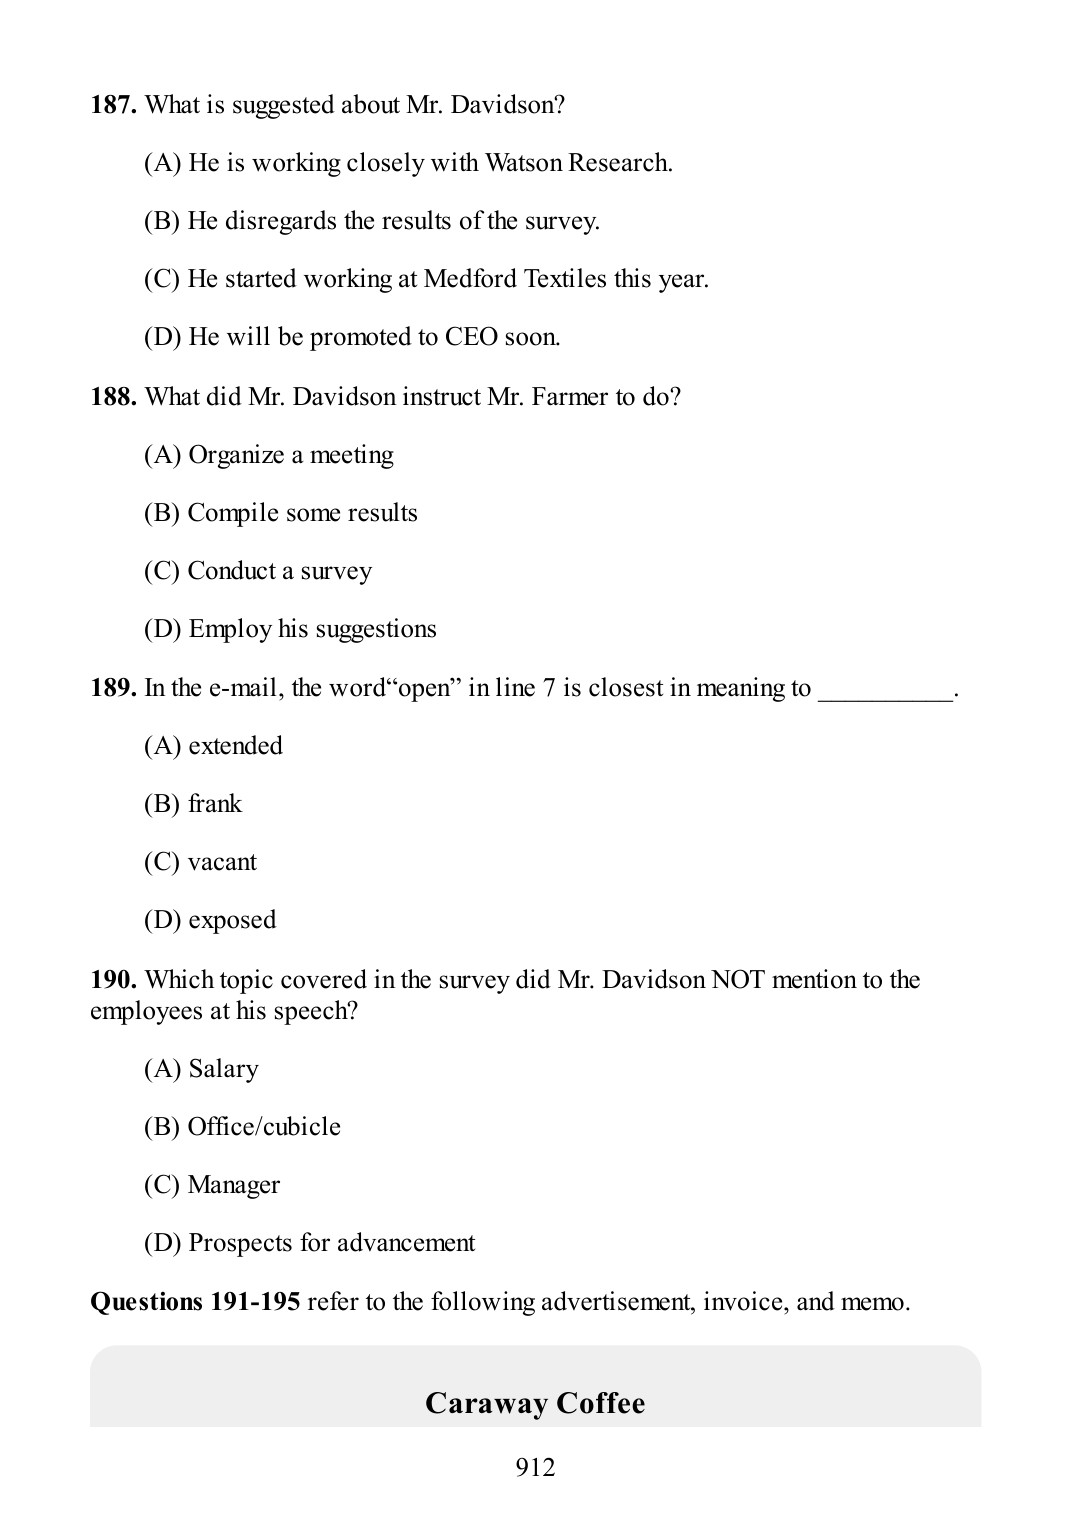 187. What is suggested about Mr. Davidson?
(A) He is working closely with Watson Research.
(B) He disregards the results of the survey.
(C) He started working at Medford Textiles this year.
(D) He will be promoted to CEO soon.
188. What did Mr. Davidson instruct Mr. Farmer to do?
(A) Organize a meeting
(B) Compile some results
(C) Conduct a survey
(D) Employ his suggestions
189. In the e-mail, the word“open” in line 7 is closest in meaning to __________.
(A) extended
(B) frank
(C) vacant
(D) exposed
190. Which topic covered in the survey did Mr. Davidson NOT mention to the
employees at his speech?
(A) Salary
(B) Office/cubicle
(C) Manager
(D) Prospects for advancement
Questions 191-195 refer to the following advertisement, invoice, and memo.
Caraway Coffee
912